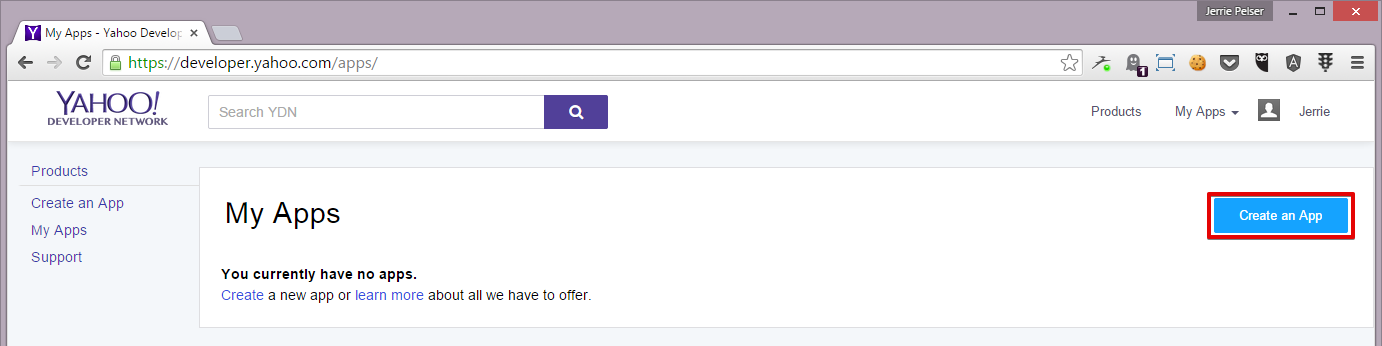 Jerrie Pelser
My Apps - Yahoo Develop
https://developer.yahoo.com/apps/
1
YAHOO!
DEVELOPER NETWORK
Search YDN
Products
My Apps
Jerrie
Products
Create an App
My Apps
Support
My Apps
Create an App
You currently have no apps.
Create a new app or learn more about all we have to offer.